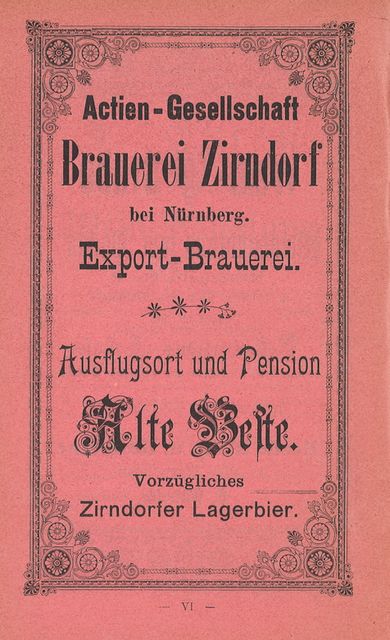 Actien-Gesellschaft
Brauerei Zirndorf
bei Nürnberg.
Export-Brauerei.
Ausflugsort und Pension
Alte Veste.
Vorzügliches
Zirndorfer Lagerbier.
— VI —